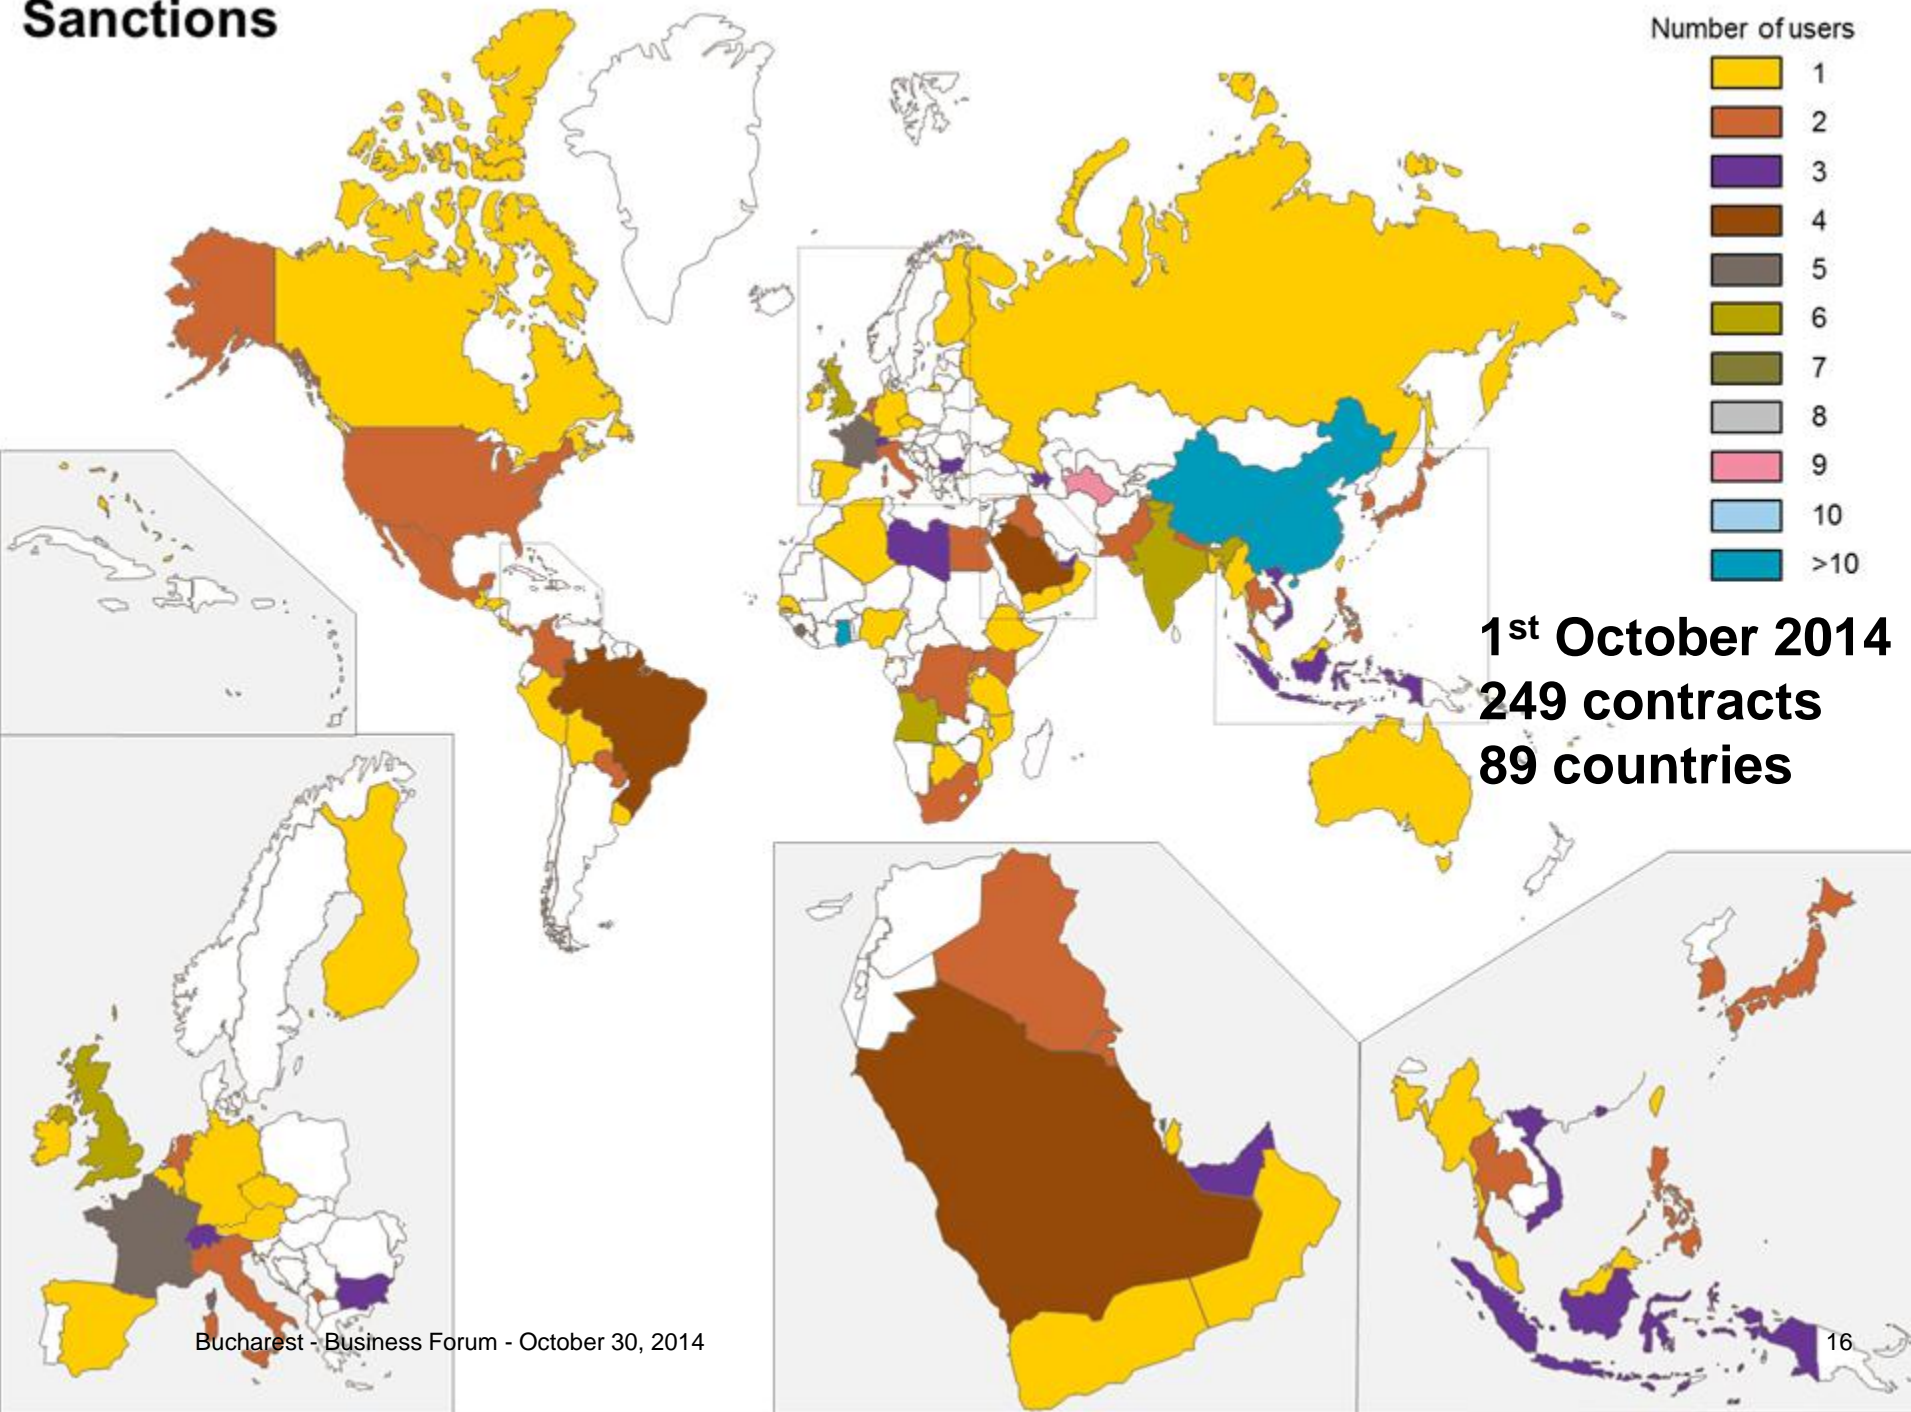 Sanctions
Number of users
1
2
3
4
5
6
7
8
9
10
>10
1st October 2014
249 contracts
89 countries
Bucharest - Business Forum - October 30, 2014
16